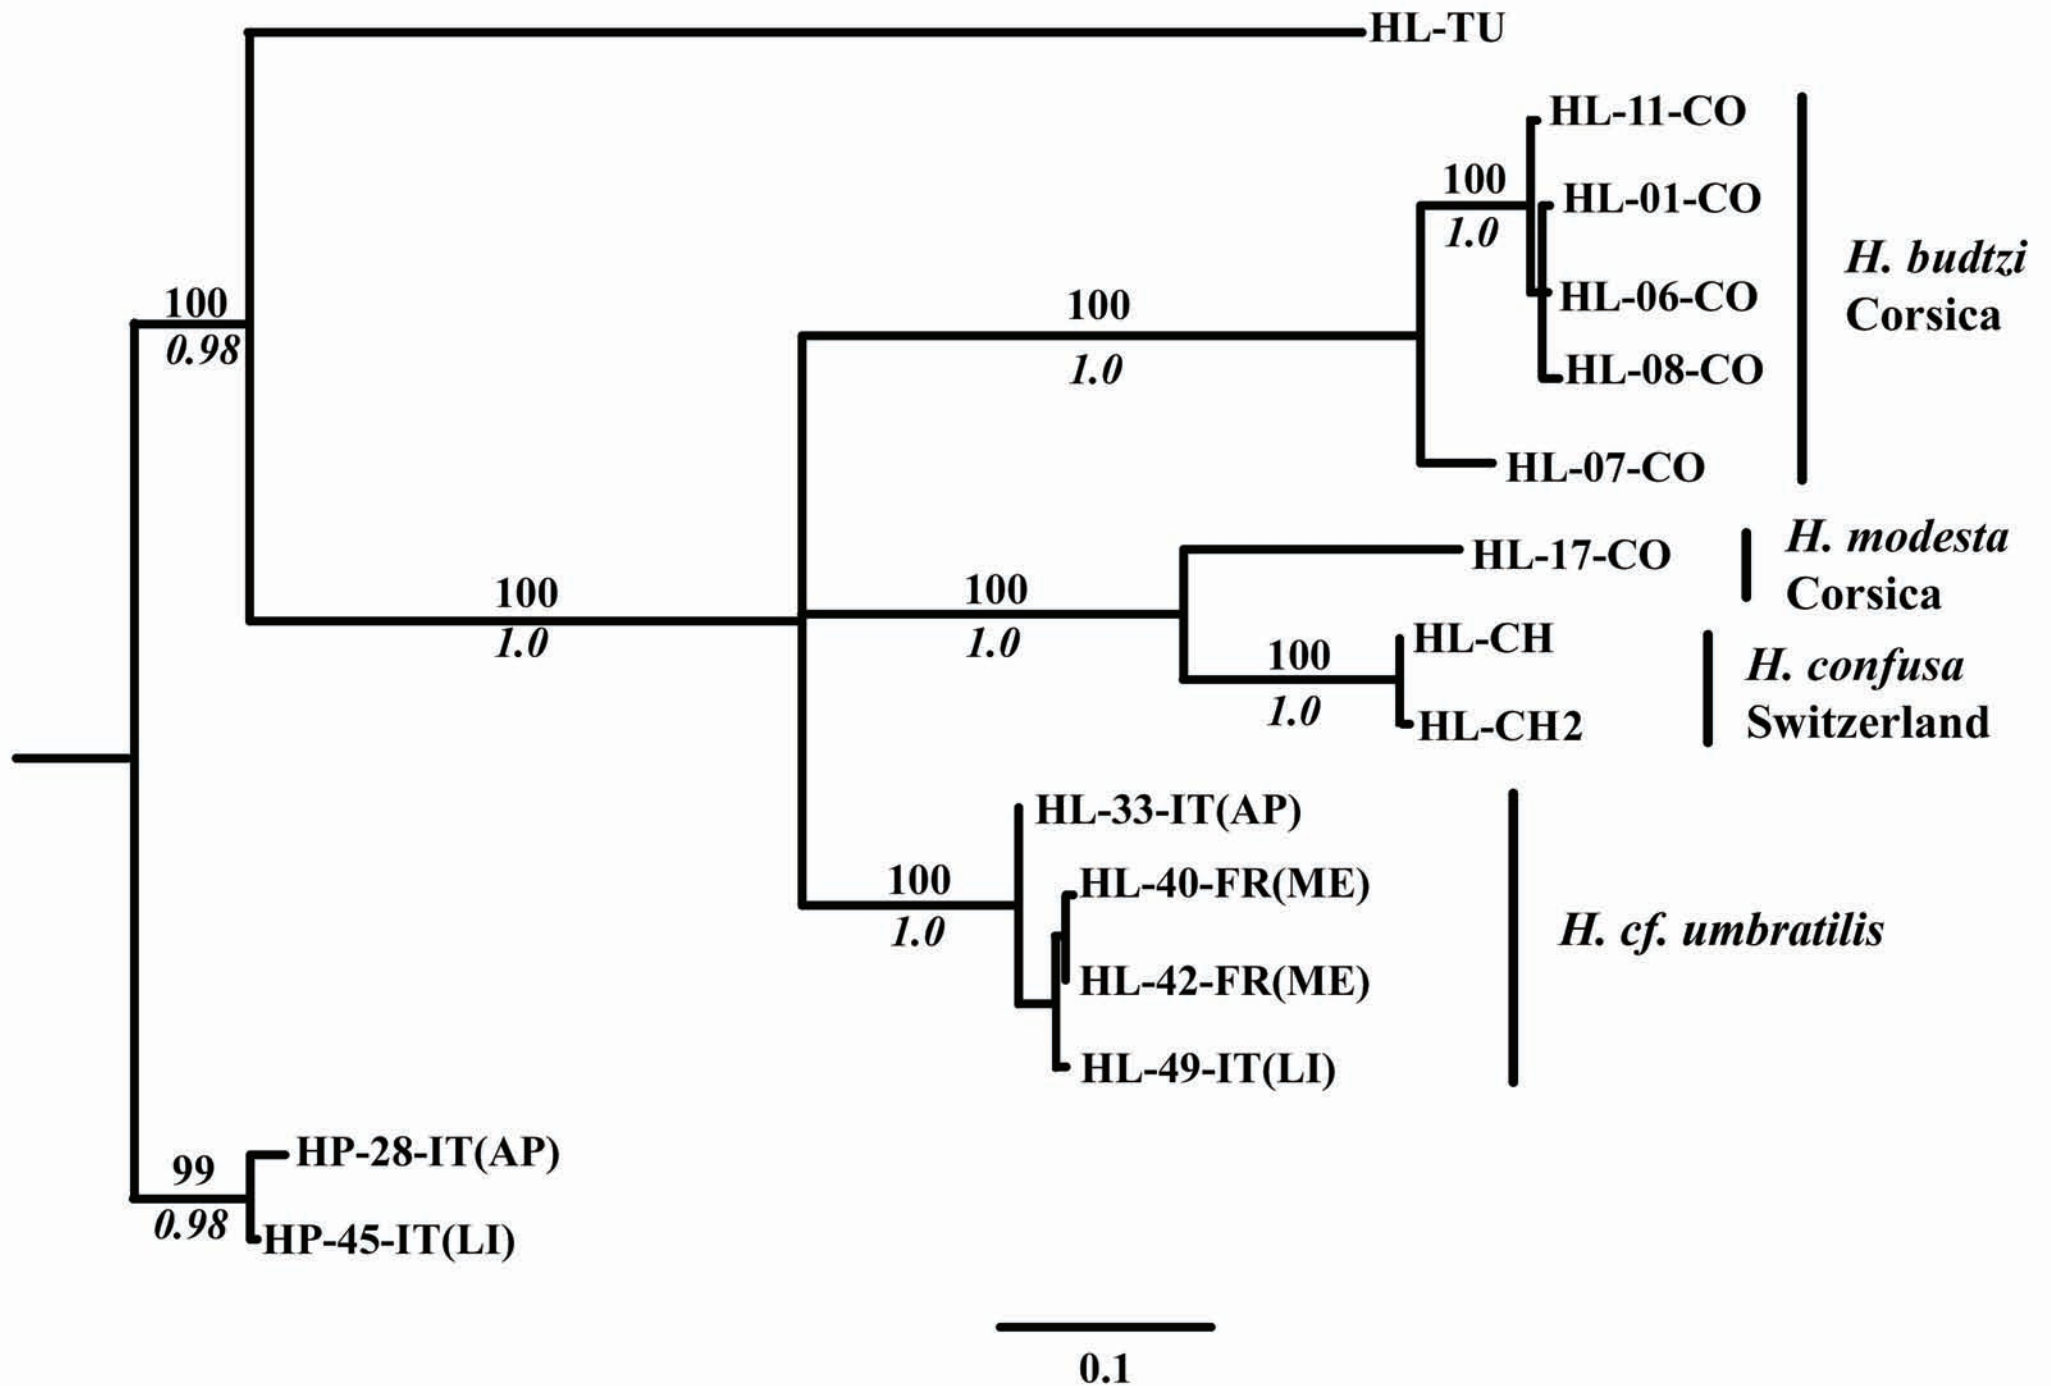 HL-TU
HL-11-CO
100
HL-01-CO
1.0
H. budtzi
100
HL-06-CO
100
Corsica
0.98
1.0
HL-08-CO
HL-07-CO
H. modesta
HL-17-CO
100
100
Corsica
1.0
1.0
HL-CH
100
H. confusa
1.0
HL-CH2
Switzerland
HL-33-IT(AP)
100
HL-40-FR(ME)
1.0
H. cf. umbratilis
HL-42-FR(ME)
HL-49-IT(LI)
99
HP-28-IT(AP)
0.98
HP-45-IT(LI)
0.1